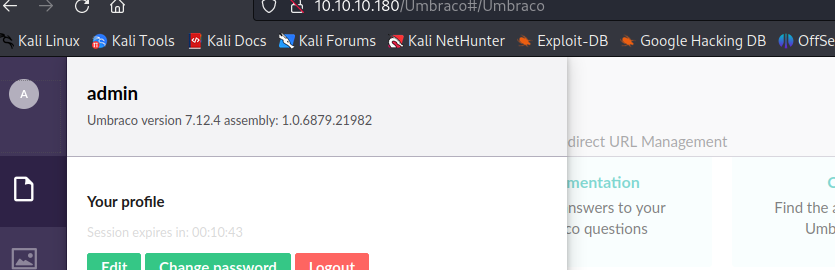 10.10.10.180/Umbraco#/Umbraco
Kali Linux Kali Tools Kali Docs Kali Forums Kali NetHunter Exploit-DB Google Hacking DB OffSe
A
admin
Umbraco version 7.12.4 assembly: 1.0.6879.21982
direct URL Management
Your profile
Session expires in: 00:10:43
Edit Change password Logout
mentation
nswers to your
co questions
C
Find the a
Umb